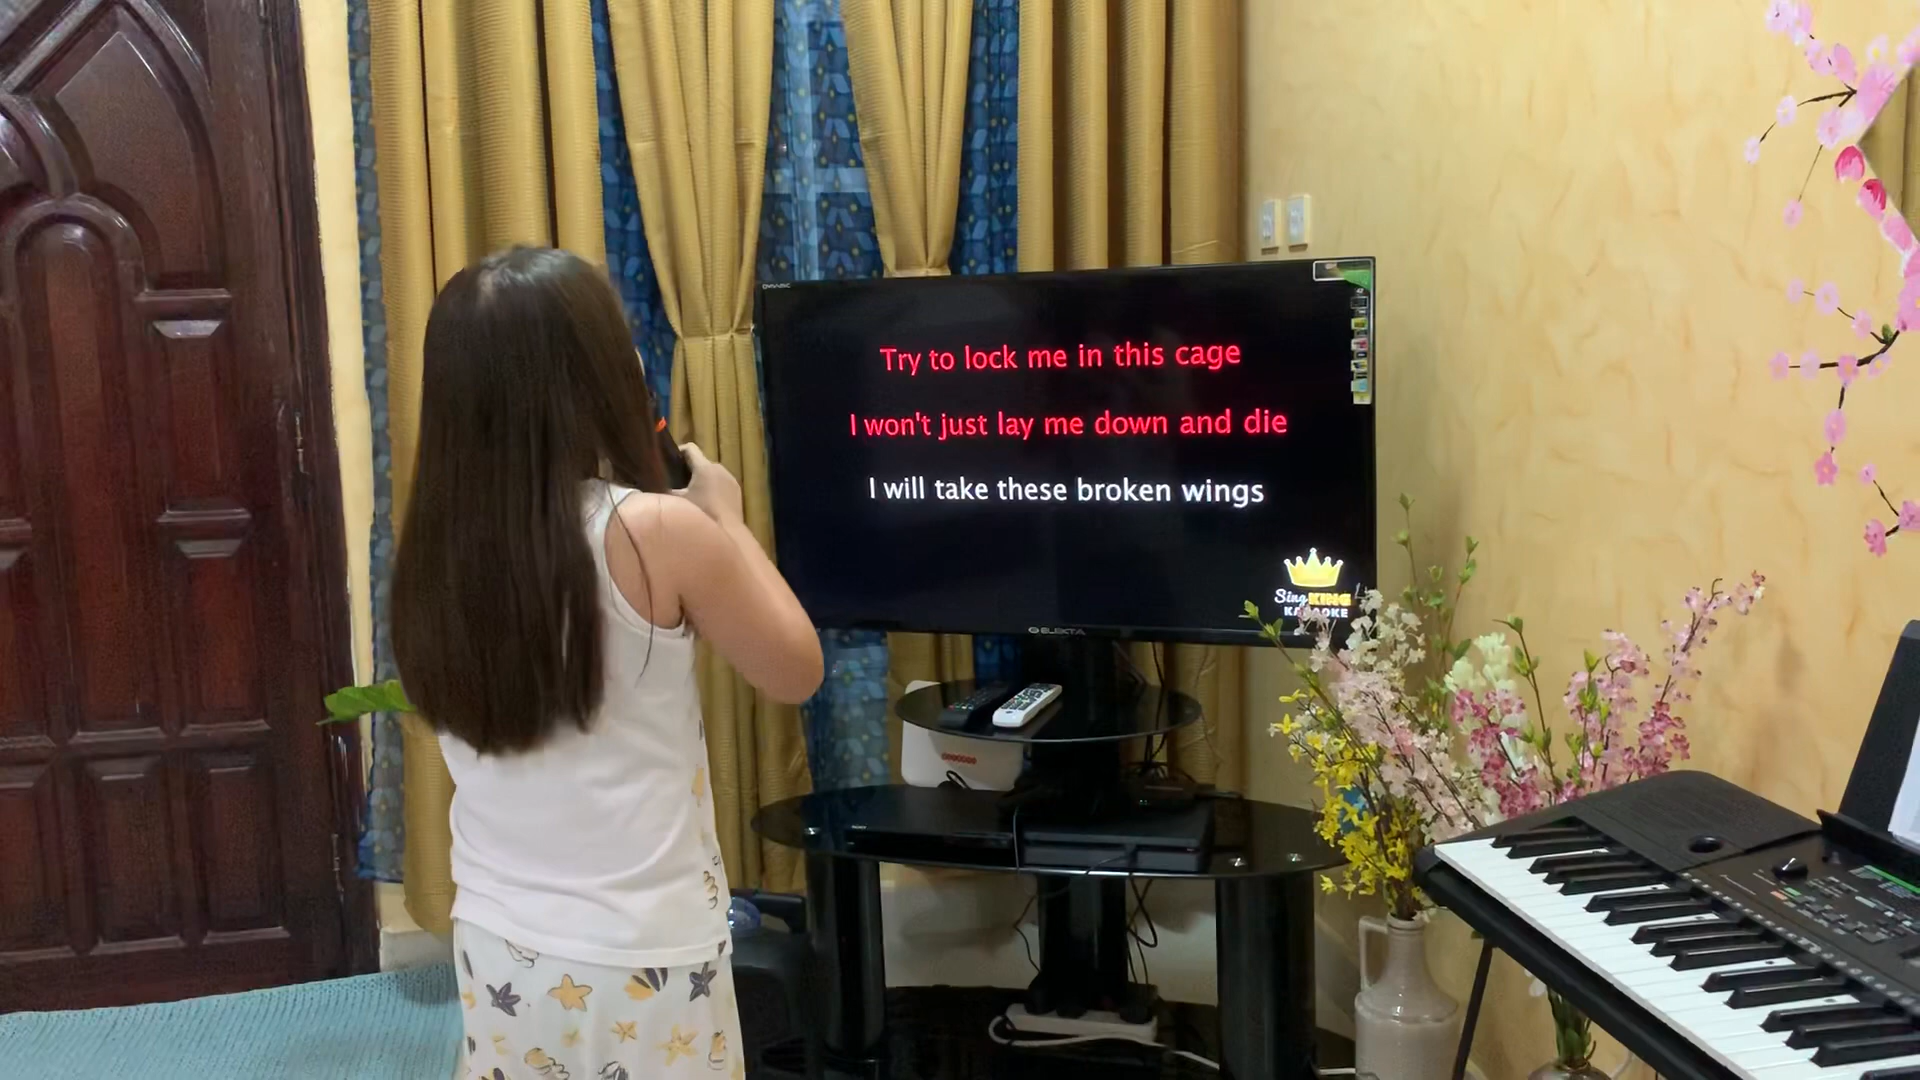 Try to lock me in this cage
I won't just lay me down and die
I will take these broken wings
Sing KING
KARAOKE
ELEKTA